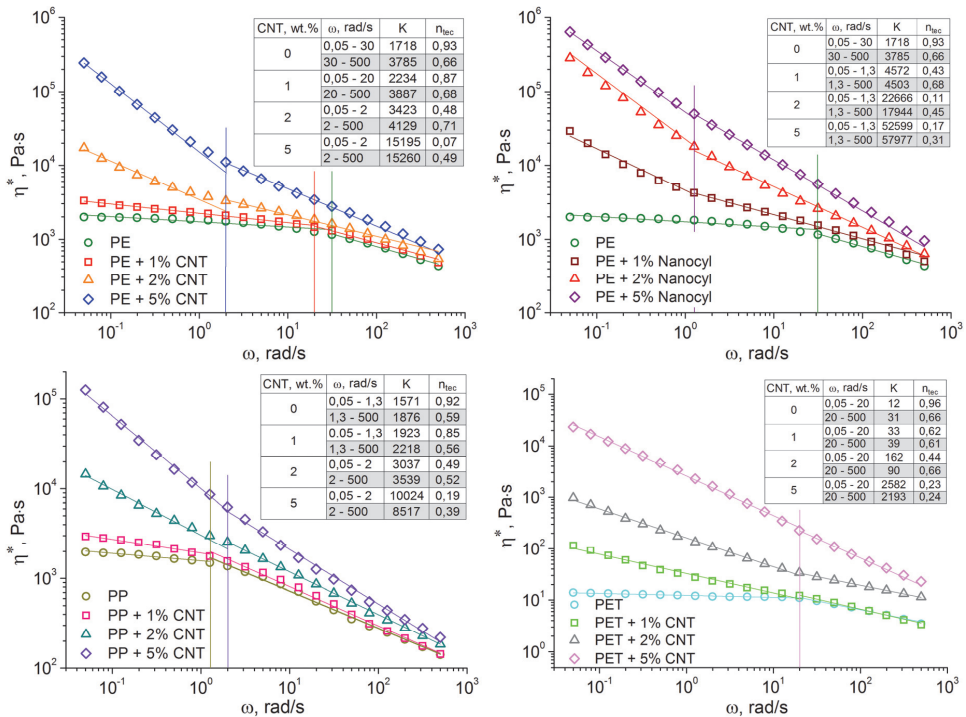 CNT, wt.% ω, rad/s K n_tec
0 0,05 - 30 1718 0,93
30 - 500 3785 0,66
1 0,05 - 20 2234 0,87
20 - 500 3887 0,68
2 0,05 - 2 3423 0,48
2 - 500 4129 0,71
5 0,05 - 2 15195 0,07
2 - 500 15260 0,49
10^6
10^5
10^4
10^3
10^2
η*, Pa·s
PE
PE + 1% CNT
PE + 2% CNT
PE + 5% CNT
10^-1 10^0 10^1 10^2 10^3
ω, rad/s
CNT, wt.% ω, rad/s K n_tec
0 0,05 - 30 1718 0,93
30 - 500 3785 0,66
1 0,05 - 1,3 4572 0,43
1,3 - 500 4503 0,68
2 0,05 - 1,3 22666 0,11
1,3 - 500 17944 0,45
5 0,05 - 1,3 52599 0,17
1,3 - 500 57977 0,31
10^6
10^5
10^4
10^3
10^2
η*, Pa·s
PE
PE + 1% Nanocyl
PE + 2% Nanocyl
PE + 5% Nanocyl
10^-1 10^0 10^1 10^2 10^3
ω, rad/s
CNT, wt.% ω, rad/s K n_tec
0 0,05 - 1,3 1571 0,92
1,3 - 500 1876 0,59
1 0,05 - 1,3 1923 0,85
1,3 - 500 2218 0,56
2 0,05 - 2 3037 0,49
2 - 500 3539 0,52
5 0,05 - 2 10024 0,19
2 - 500 8517 0,39
10^5
10^4
10^3
10^2
η*, Pa·s
PP
PP + 1% CNT
PP + 2% CNT
PP + 5% CNT
10^-1 10^0 10^1 10^2 10^3
ω, rad/s
CNT, wt.% ω, rad/s K n_tec
0 0,05 - 20 12 0,96
20 - 500 31 0,66
1 0,05 - 20 33 0,62
20 - 500 39 0,61
2 0,05 - 20 162 0,44
20 - 500 90 0,66
5 0,05 - 20 2582 0,23
20 - 500 2193 0,24
10^5
10^4
10^3
10^2
10^1
10^0
η*, Pa·s
PET
PET + 1% CNT
PET + 2% CNT
PET + 5% CNT
10^-1 10^0 10^1 10^2 10^3
ω, rad/s